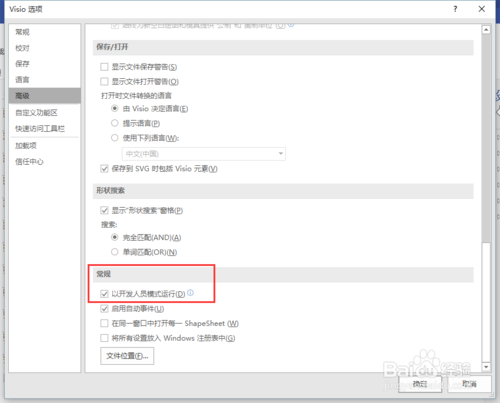 Visio 选项
?
常规
校对
保存
语言
高级
自定义功能区
快速访问工具栏
加载项
信任中心
保存/打开
显示文件保存警告(S)
显示文件打开警告(O)
打开时文件转换的语言
由 Visio 决定语言(E)
提示语言(P)
使用下列语言(W):
中文(中国)
保存到 SVG 时包括 Visio 元素(V)
形状搜索
显示"形状搜索"窗格(P)
搜索:
完全匹配(AND)(A)
单词匹配(OR)(N)
常规
以开发人员模式运行(D)
启用自动事件(U)
在同一窗口中打开每一 ShapeSheet (W)
将所有设置放入 Windows 注册表中(G)
文件位置(F)...
Baidu 经验
确定
取消